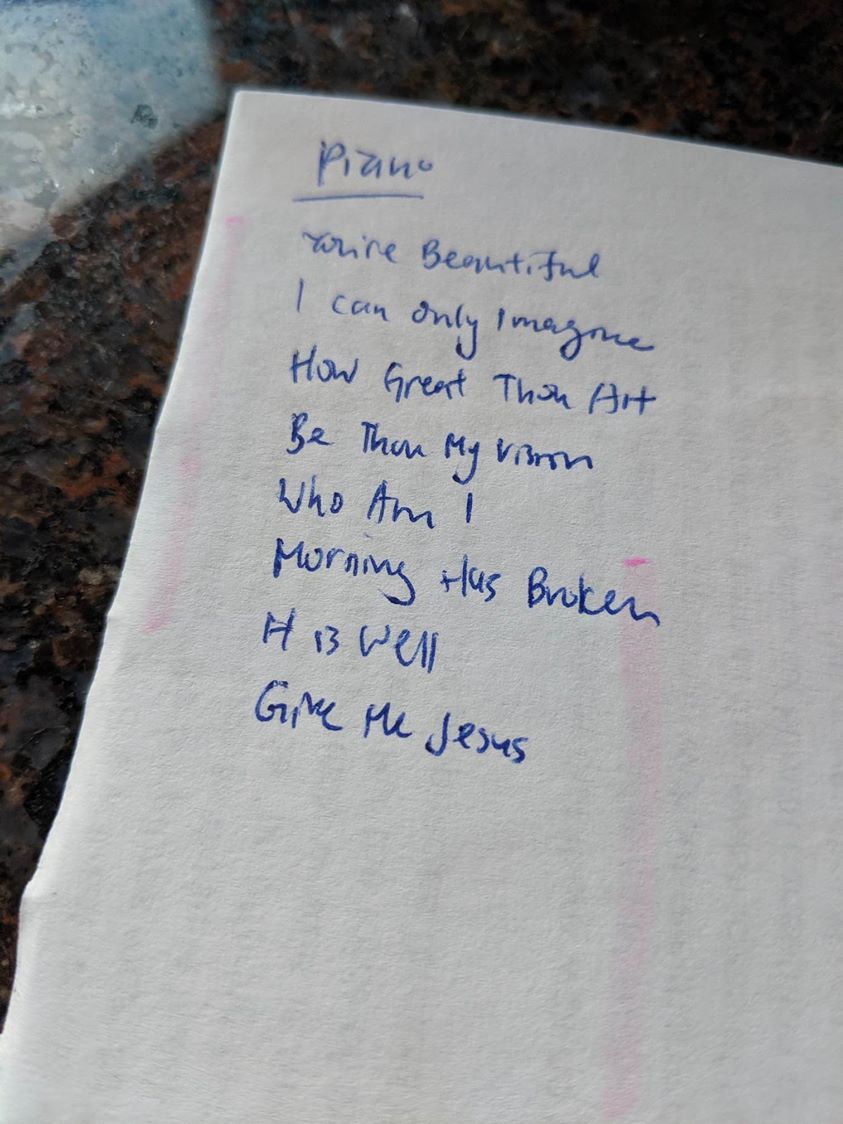 Piano
You're Beautiful
I can only Imagine
How Great Thou Art
Be Thou My Vision
Who Am I
Morning Has Broken
It is Well
Give Me Jesus